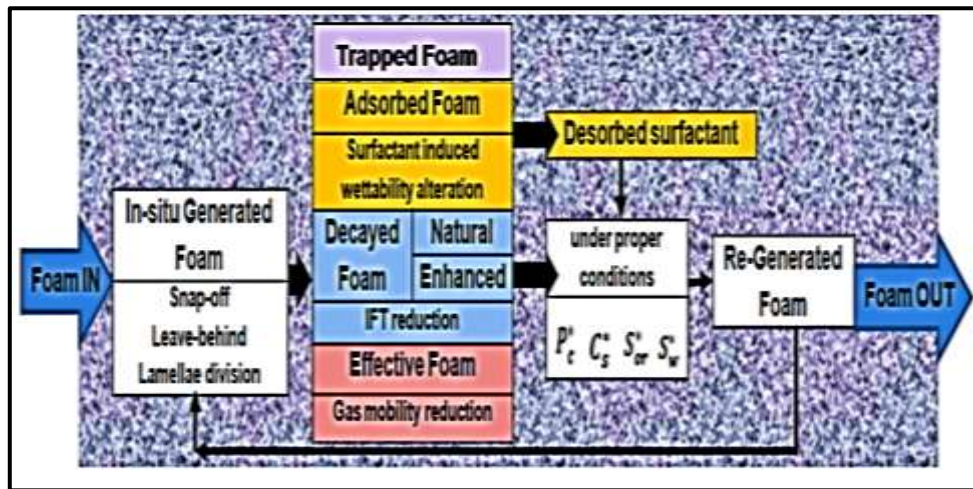 Foam IN
In-situ Generated
Foam
Snap-off
Leave-behind
Lamellae division
Trapped Foam
Adsorbed Foam
Surfactant induced
wettability alteration
Decayed
Foam
Natural
Enhanced
IFT reduction
Effective Foam
Gas mobility reduction
Desorbed surfactant
under proper
conditions
P*c C*s S*or S*w
Re-Generated
Foam
Foam OUT